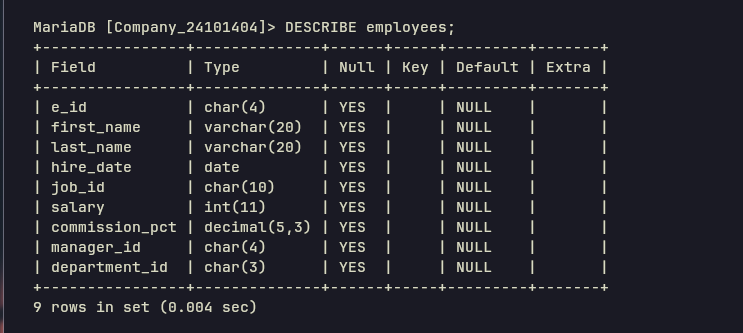 MariaDB [Company_24101404]> DESCRIBE employees;
+----------------+--------------+------+-----+---------+-------+
| Field          | Type         | Null | Key | Default | Extra |
+----------------+--------------+------+-----+---------+-------+
| e_id           | char(4)      | YES  |     | NULL    |       |
| first_name     | varchar(20)  | YES  |     | NULL    |       |
| last_name      | varchar(20)  | YES  |     | NULL    |       |
| hire_date      | date         | YES  |     | NULL    |       |
| job_id         | char(10)     | YES  |     | NULL    |       |
| salary         | int(11)      | YES  |     | NULL    |       |
| commission_pct | decimal(5,3) | YES  |     | NULL    |       |
| manager_id     | char(4)      | YES  |     | NULL    |       |
| department_id  | char(3)      | YES  |     | NULL    |       |
+----------------+--------------+------+-----+---------+-------+
9 rows in set (0.004 sec)